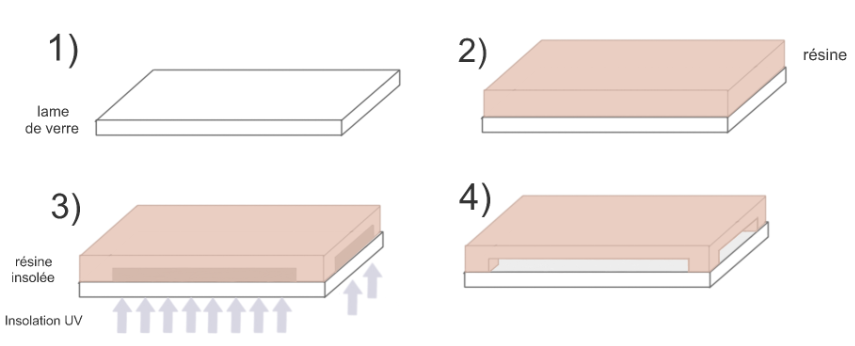 1)
lame
de verre
2)
résine
3)
résine
insolée
Insolation UV
4)